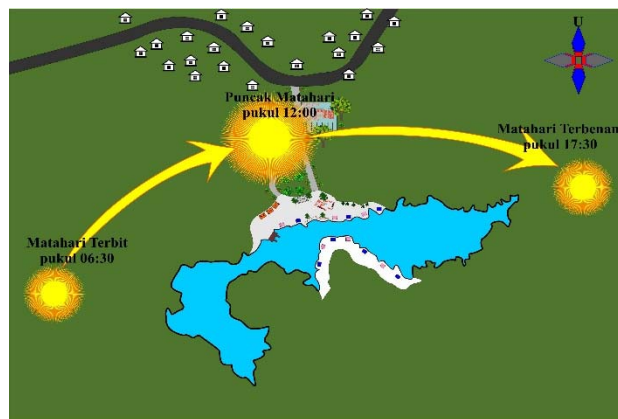 U
Puncak Matahari
pukul 12:00
Matahari Terbenam
pukul 17:30
Matahari Terbit
pukul 06:30